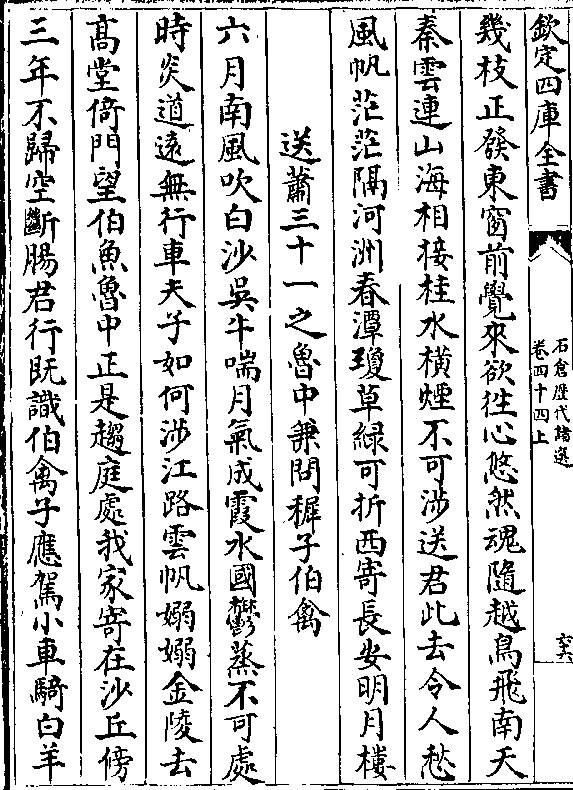 欽定四庫全書
石倉歷代詩選
卷四十四上
六
幾枝正發東窗前覺來欲往心悠然魂隨越鳥飛南天
秦雲連山海相接桂水橫煙不可涉送君此去令人愁
風帆茫茫隔河洲春潭瓊草綠可折西寄長安明月樓
送蕭三十一之魯中兼問稚子伯禽
六月南風吹白沙吳牛喘月氣成霞水國鬱蒸不可處
時炎道遠無行車夫子如何涉江路雲帆嫋嫋金陵去
高堂倚門望伯魚魯中正是趨庭處我家寄在沙丘傍
三年不歸空斷腸君行既識伯禽子應駕小車騎白羊